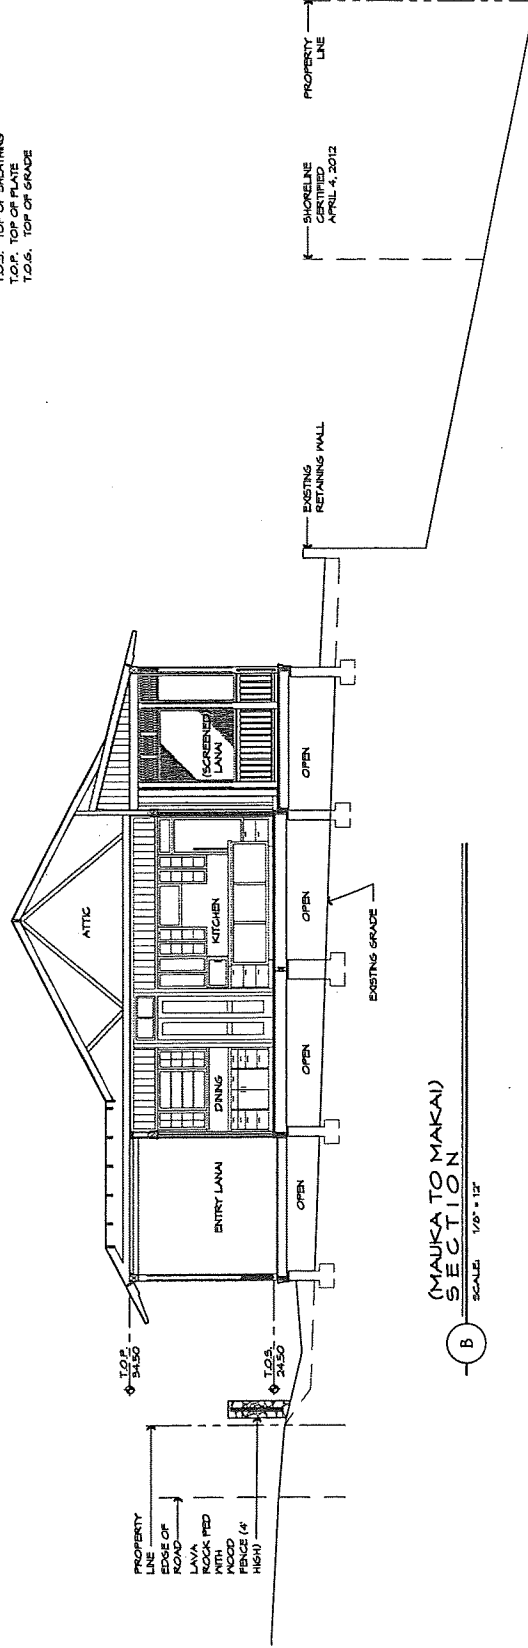 T.O.S. TOP OF SHEATHING
T.O.P. TOP OF PLATE
T.O.G. TOP OF GRADE
PROPERTY
LINE
EDGE OF
ROAD
LAVA
ROCK PED
WITH
WOOD
FENCE (4'
HIGH)
T.O.P.
34.50
T.O.S.
24.50
ENTRY LANAI
DINING
KITCHEN
ATTIC
(SCREENED)
LANAI
OPEN
OPEN
OPEN
OPEN
EXISTING GRADE
EXISTING
RETAINING WALL
SHORELINE
CERTIFIED
APRIL 4, 2012
PROPERTY
LINE
B
(MAUKA TO MAKAI)
SECTION
SCALE: 1/8" = 12"